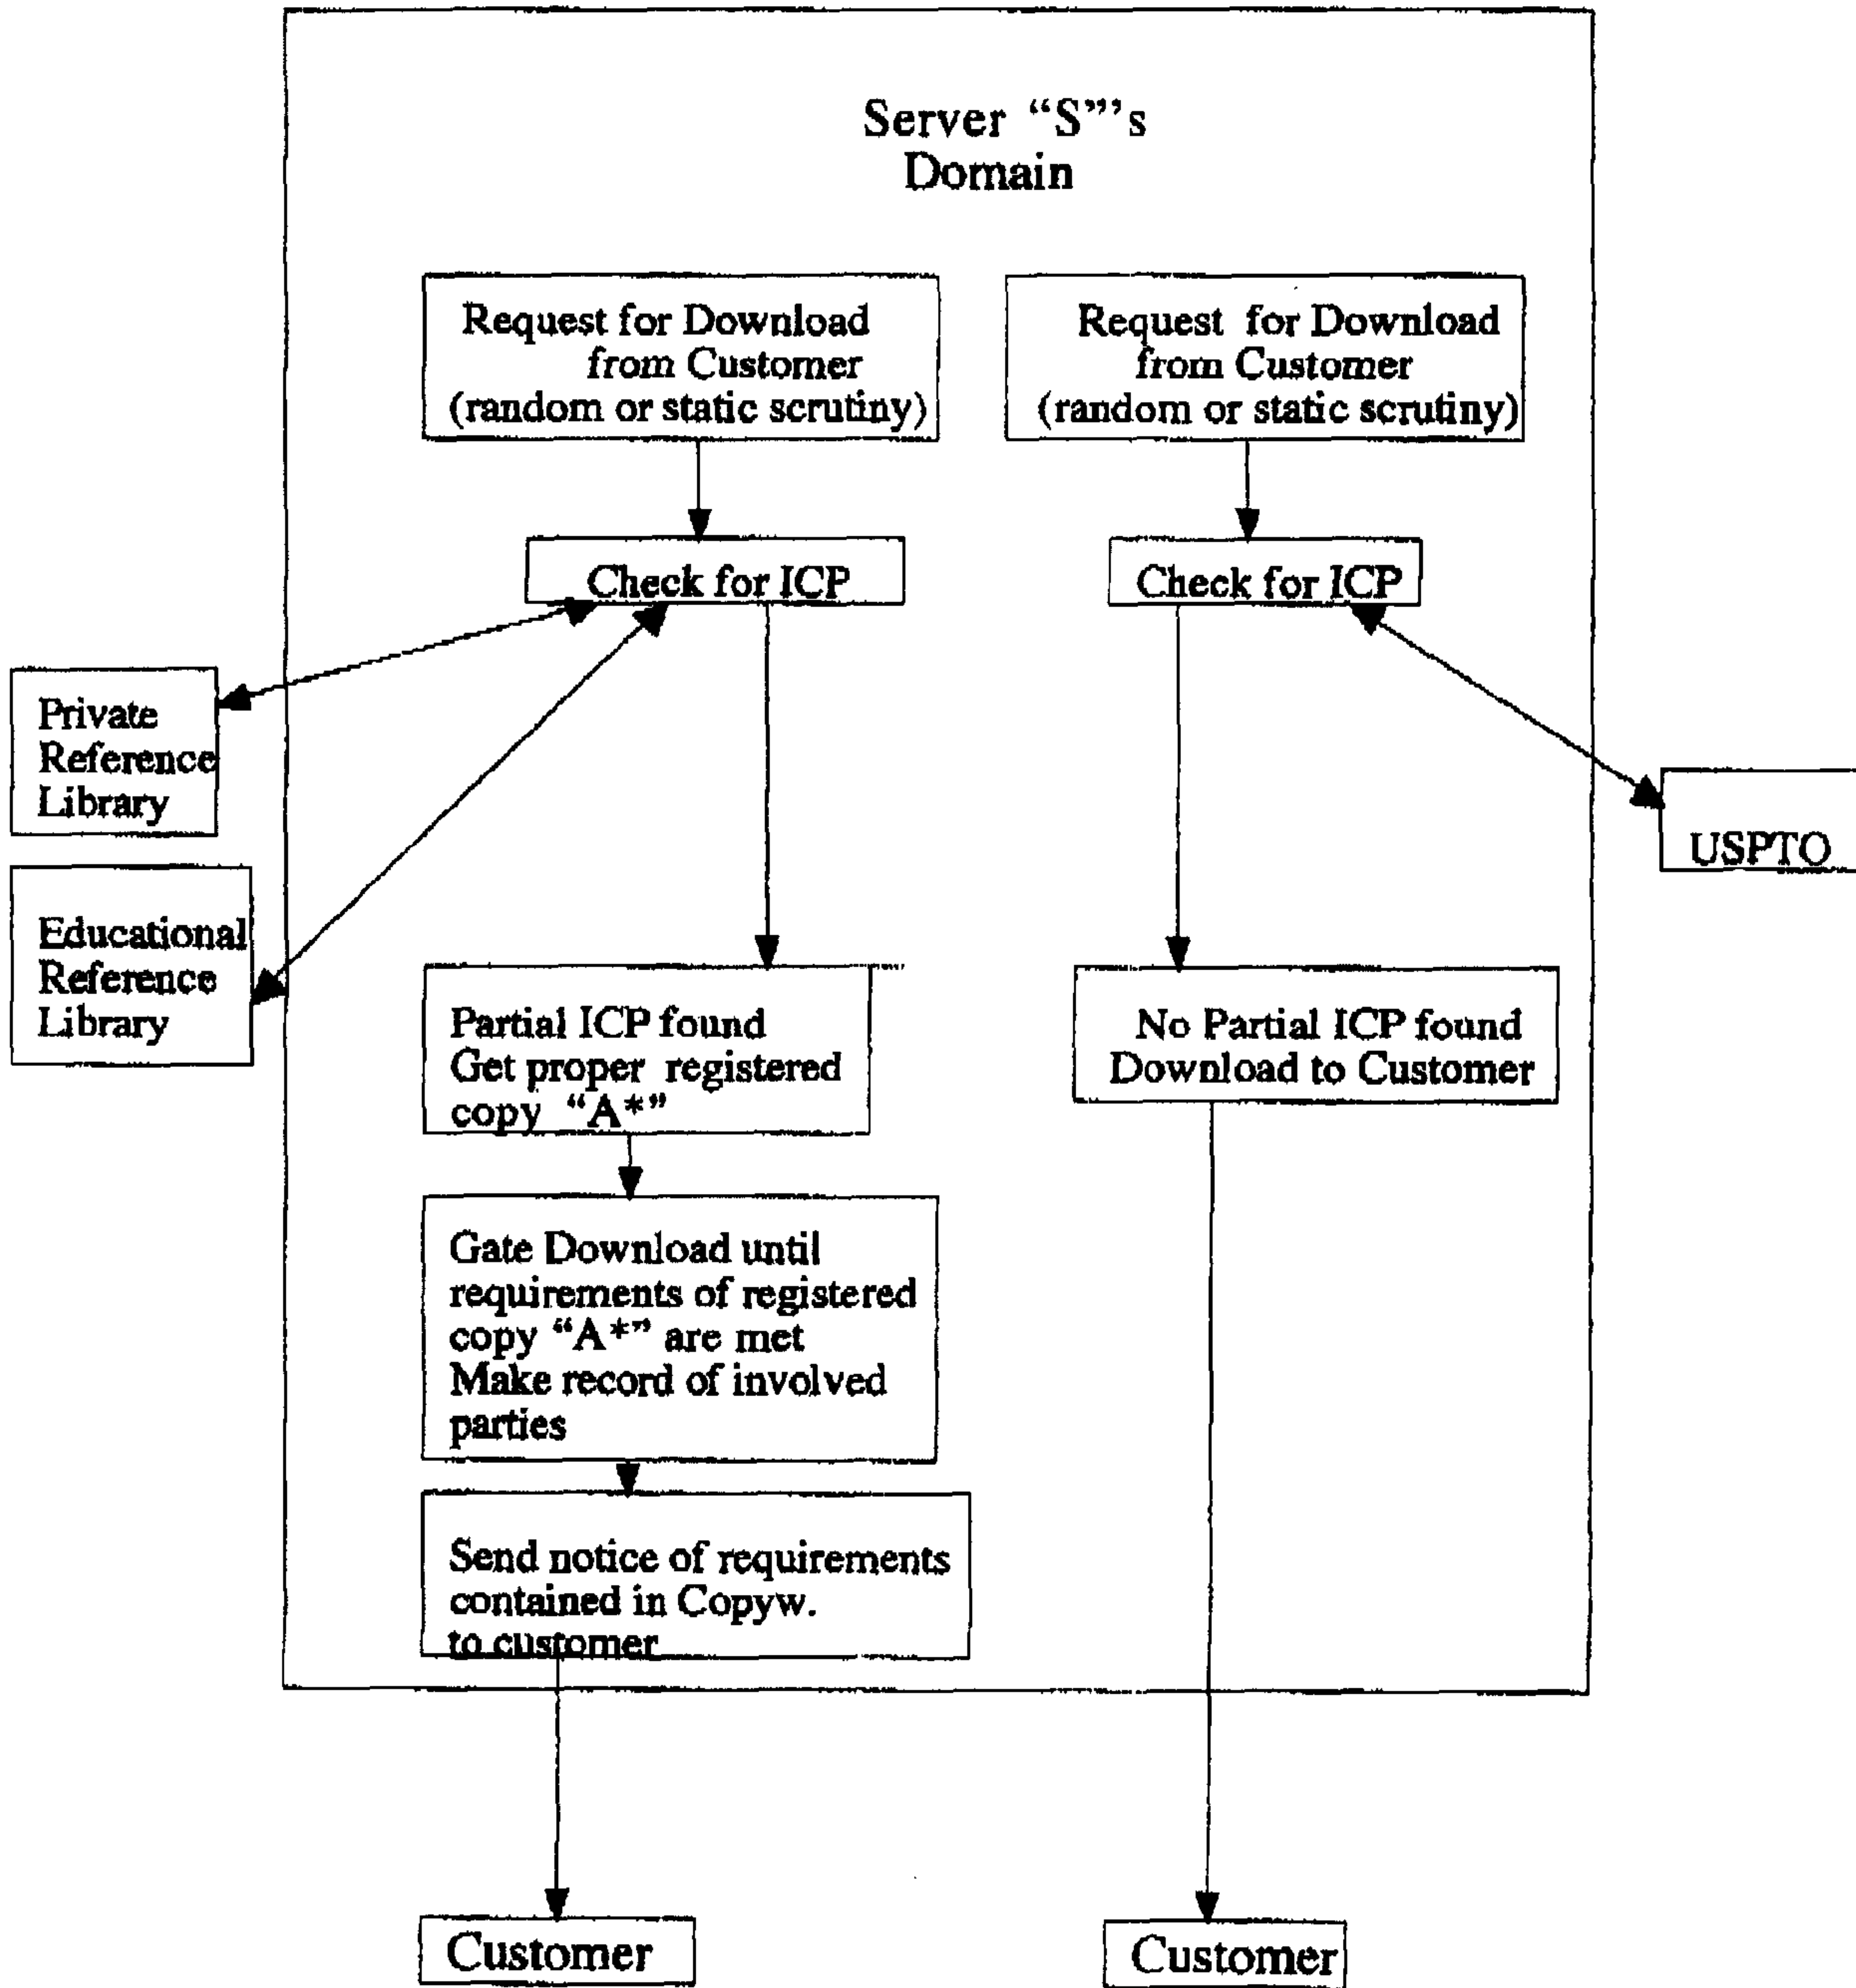 Server “S”’s
Domain
Request for Download
from Customer
(random or static scrutiny)
Request for Download
from Customer
(random or static scrutiny)
Check for ICP
Check for ICP
Private
Reference
Library
USPTO
Educational
Reference
Library
Partial ICP found
Get proper registered
copy “A*”
No Partial ICP found
Download to Customer
Gate Download until
requirements of registered
copy “A*” are met
Make record of involved
parties
Send notice of requirements
contained in Copyw.
to customer
Customer
Customer